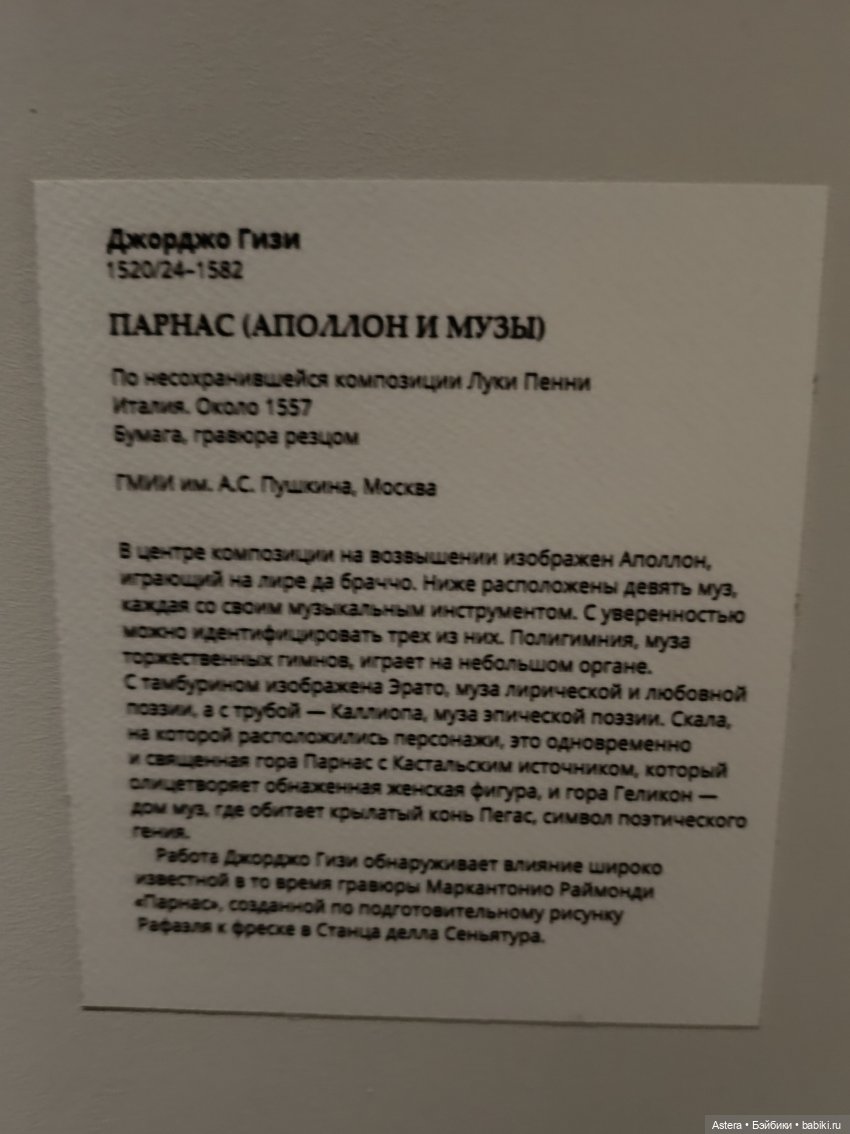 Джорджо Гизи
1520/24–1582
ПАРНАС (АПОЛЛОН И МУЗЫ)
По несохранившейся композиции Луки Пенни
Италия. Около 1557
Бумага, гравюра резцом
ГМИИ им. А.С. Пушкина, Москва
В центре композиции на возвышении изображен Аполлон,
играющий на лире да браччо. Ниже расположены девять муз,
каждая со своим музыкальным инструментом. С уверенностью
можно идентифицировать трех из них. Полигимния, муза
торжественных гимнов, играет на небольшом органе.
С тамбурином изображена Эрато, муза лирической и любовной
поэзии, а с трубой — Каллиопа, муза эпической поэзии. Скала,
на которой расположились персонажи, это одновременно
и священная гора Парнас с Кастальским источником, который
олицетворяет обнаженная женская фигура, и гора Геликон —
дом муз, где обитает крылатый конь Пегас, символ поэтического
гения.
Работа Джорджо Гизи обнаруживает влияние широко
известной в то время гравюры Маркантонио Раймонди
«Парнас», созданной по подготовительному рисунку
Рафаэля к фреске в Станца делла Сеньятура.
Astera • Бэйбики • babiki.ru